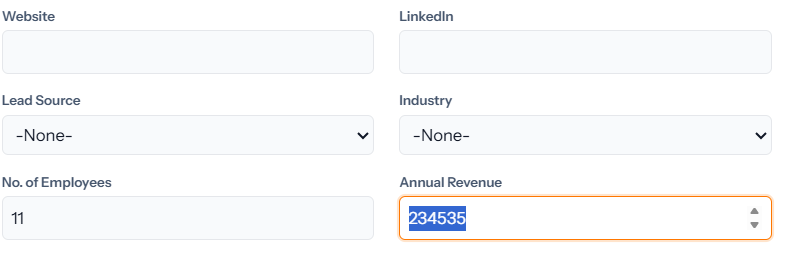 Website
LinkedIn
Lead Source
Industry
-None-
-None-
No. of Employees
Annual Revenue
11
234535